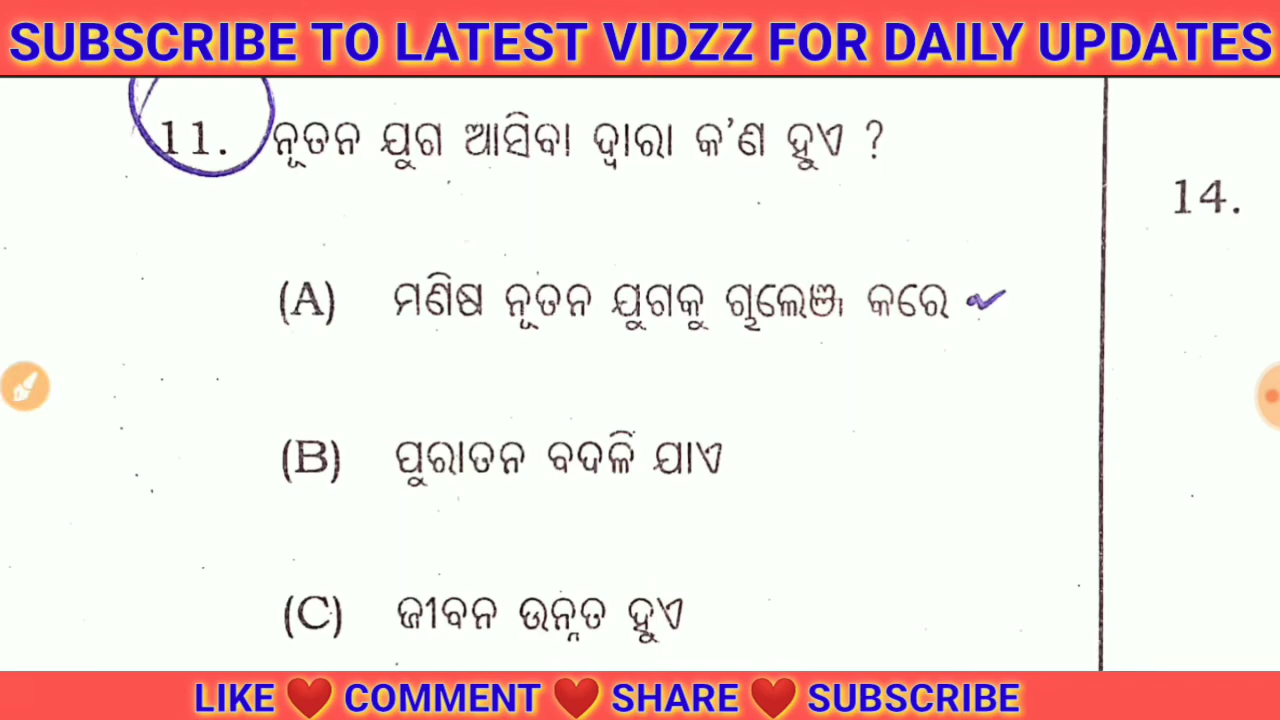 SUBSCRIBE TO LATEST VIDZZ FOR DAILY UPDATES
11. ନୂତନ ଯୁଗ ଆସିବା ଦ୍ୱାରା କ'ଣ ହୁଏ ?
14.
(A) ମଣିଷ ନୂତନ ଯୁଗକୁ ଚ୍ୟାଲେଞ୍ଜ କରେ
(B) ପୁରାତନ ବଦଳି ଯାଏ
(C) ଜୀବନ ଉନ୍ନତ ହୁଏ
LIKE ❤️ COMMENT ❤️ SHARE ❤️ SUBSCRIBE